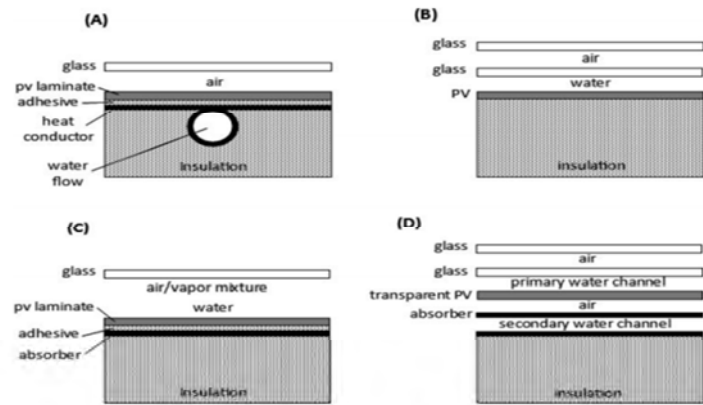 (A)
glass
air
pv laminate
adhesive
heat
conductor
water
flow
insulation
(B)
glass
air
glass
water
PV
insulation
(C)
glass
air/vapor mixture
water
pv laminate
adhesive
absorber
insulation
(D)
glass
air
glass
primary water channel
transparent PV
air
absorber
secondary water channel
insulation